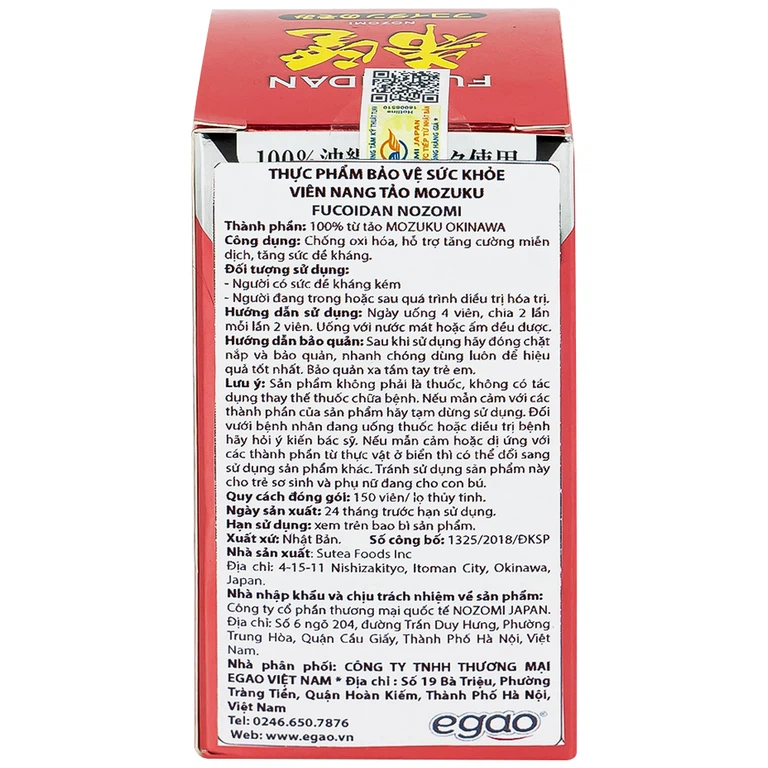 フコイダンのぞみ
NOZOMI
希望
100%
使用
Hotline
18006510
THỰC PHẨM BẢO VỆ SỨC KHỎE
VIÊN NANG TẢO MOZUKU
FUCOIDAN NOZOMI
Thành phần: 100% từ tảo MOZUKU OKINAWA
Công dụng: Chống oxi hóa, hỗ trợ tăng cường miễn
dịch, tăng sức đề kháng.
Đối tượng sử dụng:
- Người có sức đề kháng kém
- Người đang trong hoặc sau quá trình điều trị hóa trị.
Hướng dẫn sử dụng: Ngày uống 4 viên, chia 2 lần
mỗi lần 2 viên. Uống với nước mát hoặc ấm đều được.
Hướng dẫn bảo quản: Sau khi sử dụng hãy đóng chặt
nắp và bảo quản, nhanh chóng dùng luôn để hiệu
quả tốt nhất. Bảo quản xa tầm tay trẻ em.
Lưu ý: Sản phẩm không phải là thuốc, không có tác
dụng thay thế thuốc chữa bệnh. Nếu mẫn cảm với các
thành phần của sản phẩm hãy tạm dừng sử dụng. Đối
vưới bệnh nhân đang uống thuốc hoặc điều trị bệnh
hãy hỏi ý kiến bác sỹ. Nếu mẫn cảm hoặc dị ứng với
các thành phần từ thực vật ở biển thì có thể đổi sang
sử dụng sản phẩm khác. Tránh sử dụng sản phẩm này
cho trẻ sơ sinh và phụ nữ đang cho con bú.
Quy cách đóng gói: 150 viên/ lọ thủy tinh.
Ngày sản xuất: 24 tháng trước hạn sử dụng.
Hạn sử dụng: xem trên bao bì sản phẩm.
Xuất xứ: Nhật Bản. Số công bố: 1325/2018/ĐKSP
Nhà sản xuất: Sutea Foods Inc
Địa chỉ: 4-15-11 Nishizakityo, Itoman City, Okinawa,
Japan.
Nhà nhập khẩu và chịu trách nhiệm về sản phẩm:
Công ty cổ phần thương mại quốc tế NOZOMI JAPAN.
Địa chỉ: Số 6 ngõ 204, đường Trần Duy Hưng, Phường
Trung Hòa, Quận Cầu Giấy, Thành Phố Hà Nội, Việt
Nam.
Nhà phân phối: CÔNG TY TNHH THƯƠNG MẠI
EGAO VIỆT NAM * Địa chỉ : Số 19 Bà Triệu, Phường
Tràng Tiền, Quận Hoàn Kiếm, Thành Phố Hà Nội,
Việt Nam
Tel: 0246.650.7876
Web: www.egao.vn
egao®